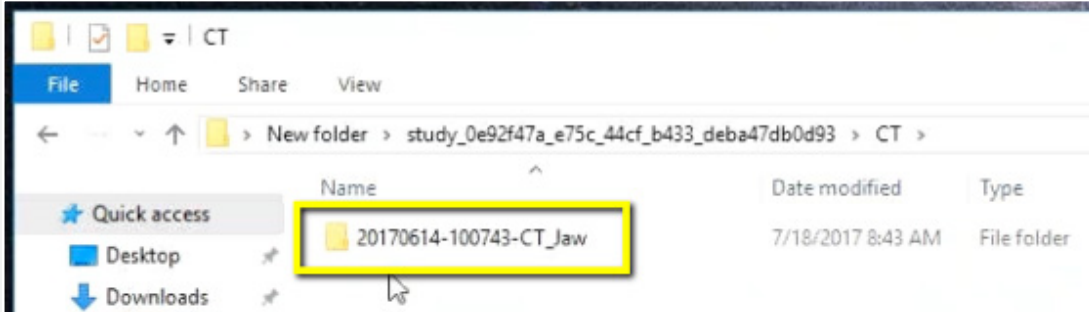 CT
File Home Share View
New folder > study_0e92f47a_e75c_44cf_b433_deba47db0d93 > CT >
Name Date modified Type
Quick access
20170614-100743-CT_Jaw 7/18/2017 8:43 AM File folder
Desktop
Downloads